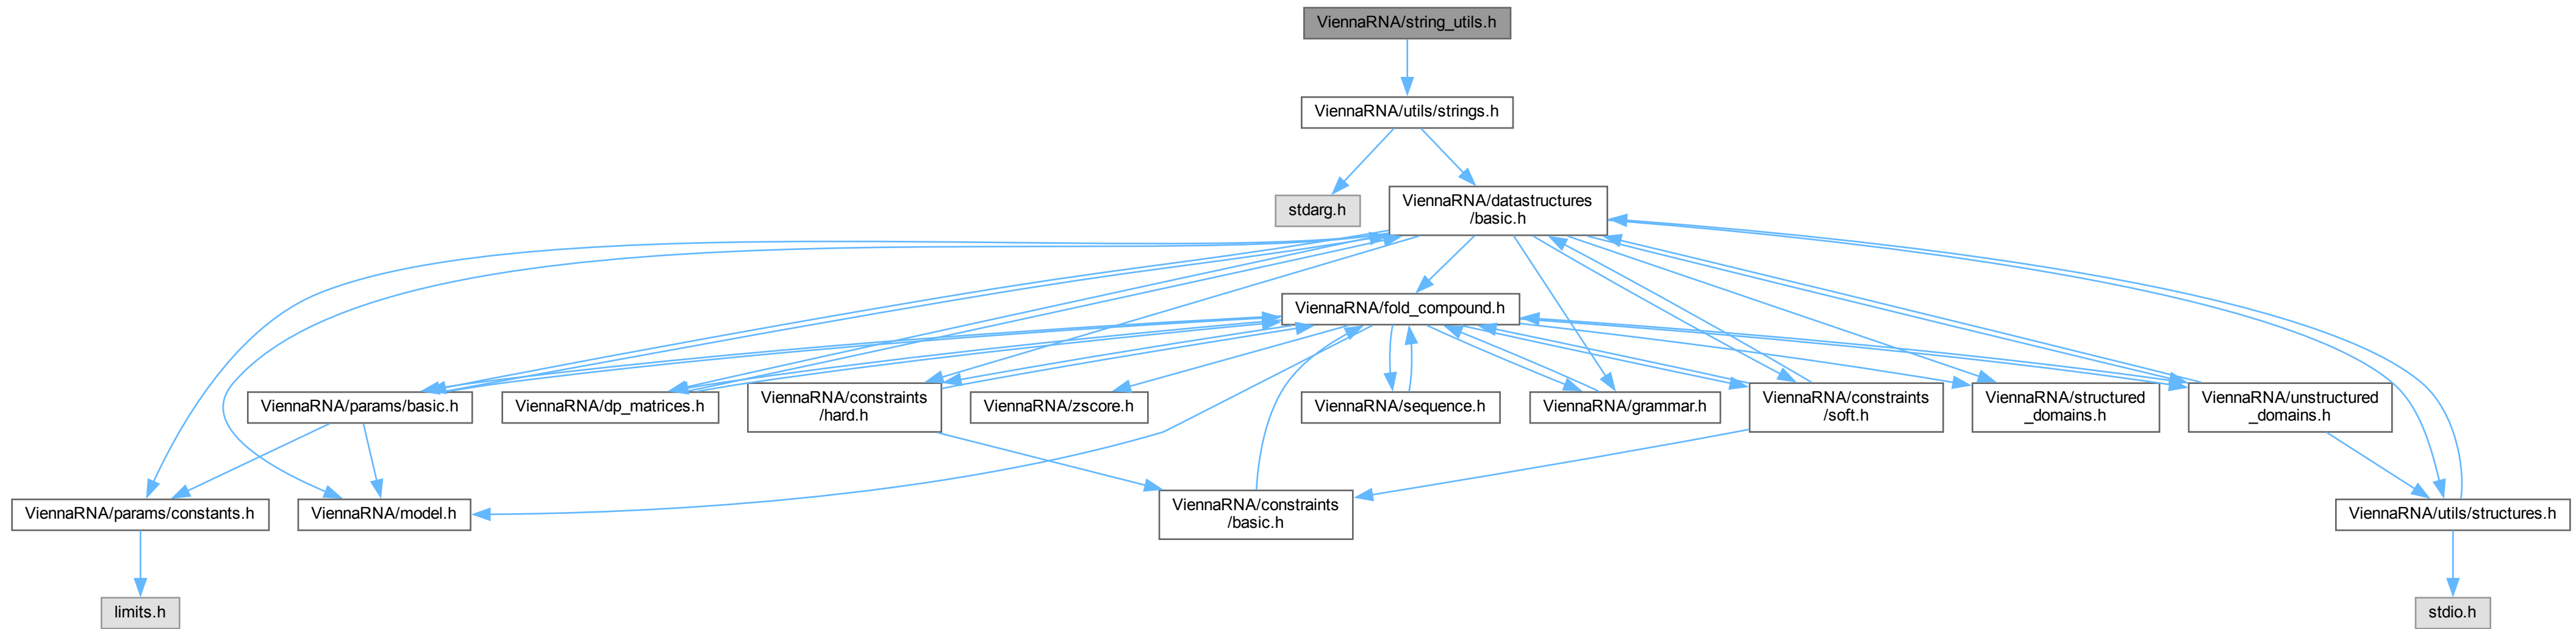 ViennaRNA/string_utils.h
ViennaRNA/utils/strings.h
stdarg.h
ViennaRNA/datastructures
/basic.h
ViennaRNA/fold_compound.h
ViennaRNA/params/basic.h
ViennaRNA/dp_matrices.h
ViennaRNA/constraints
/hard.h
ViennaRNA/zscore.h
ViennaRNA/sequence.h
ViennaRNA/grammar.h
ViennaRNA/constraints
/soft.h
ViennaRNA/structured
_domains.h
ViennaRNA/unstructured
_domains.h
ViennaRNA/params/constants.h
ViennaRNA/model.h
ViennaRNA/constraints
/basic.h
ViennaRNA/utils/structures.h
limits.h
stdio.h